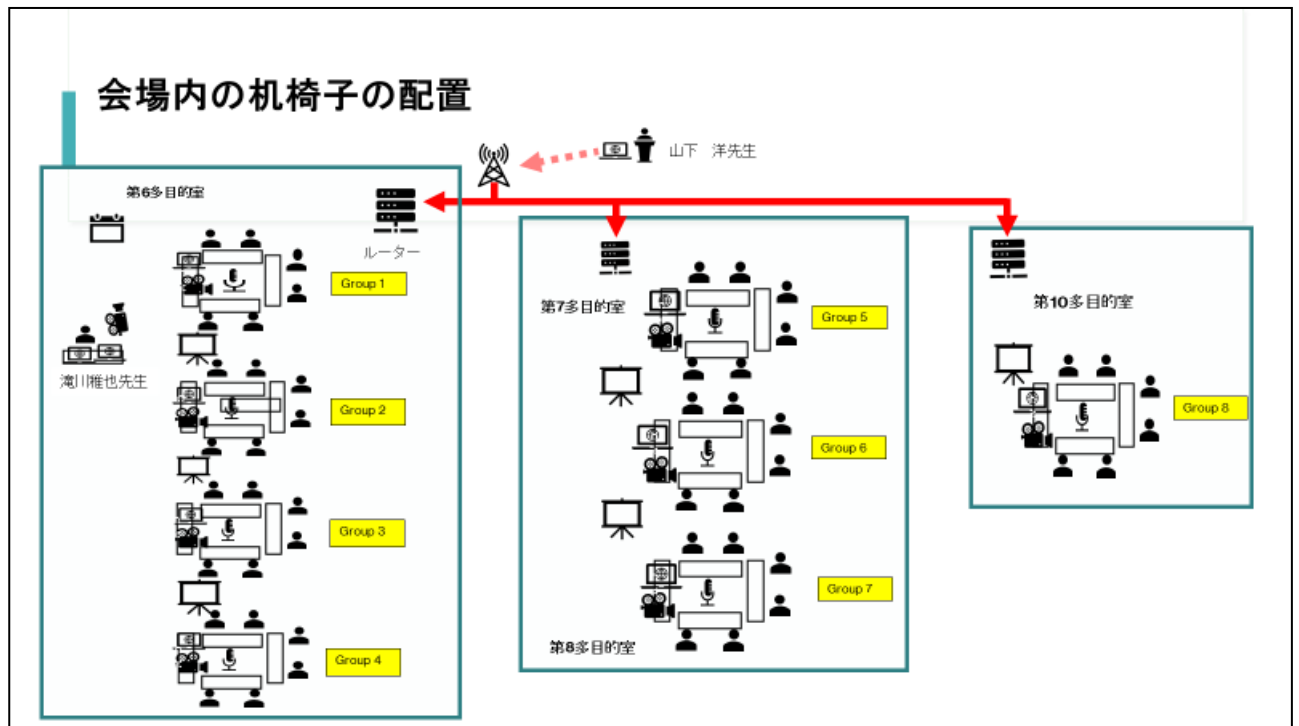 会場内の机椅子の配置
山下 洋先生
第6多目的室
ルーター
Group 1
滝川雅也先生
Group 2
Group 3
Group 4
第7多目的室
Group 5
Group 6
Group 7
第8多目的室
第10多目的室
Group 8